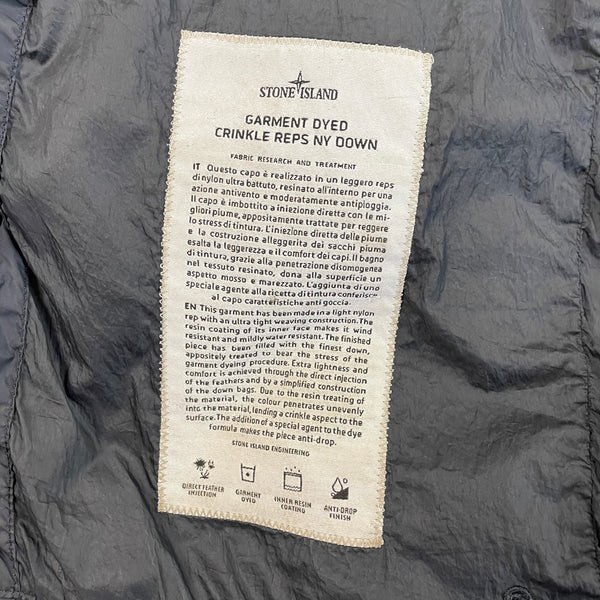 STONE ISLAND
GARMENT DYED
CRINKLE REPS NY DOWN
FABRIC RESEARCH AND TREATMENT
IT Questo capo è realizzato in un leggero reps
di nylon ultra battuto, resinato all'interno per una
azione antivento e moderatamente antipioggia.
Il capo è imbottito a iniezione diretta con le mi-
gliori piume, appositamente trattate per reggere
lo stress di tintura. L'iniezione diretta delle piume
e la costruzione alleggerita dei sacchi piuma
esalta la leggerezza e il comfort dei capi. Il bagno
di tintura, grazie alla penetrazione disomogenea
nel tessuto resinato, dona alla superficie un
aspetto mosso e marezzato. L'aggiunta di uno
speciale agente alla ricetta di tintura conferisce
al capo caratteristiche anti goccia.
EN This garment has been made in a light nylon
rep with an ultra tight weaving construction. The
resin coating of its inner face makes it wind
resistant and mildly water resistant. The finished
piece has been filled with the finest down,
appositely treated to bear the stress of the
garment dyeing procedure. Extra lightness and
comfort is achieved through the direct injection
of the feathers and by a simplified construction
of the down bags. Due to the resin treating of
the material, the colour penetrates unevenly
into the material, lending a crinkle aspect to the
surface. The addition of a special agent to the dye
formula makes the piece anti-drop.
STONE ISLAND ENGINEERING
DIRECT FEATHER
INJECTION
GARMENT
DYED
INNER RESIN
COATING
ANTI-DROP
FINISH